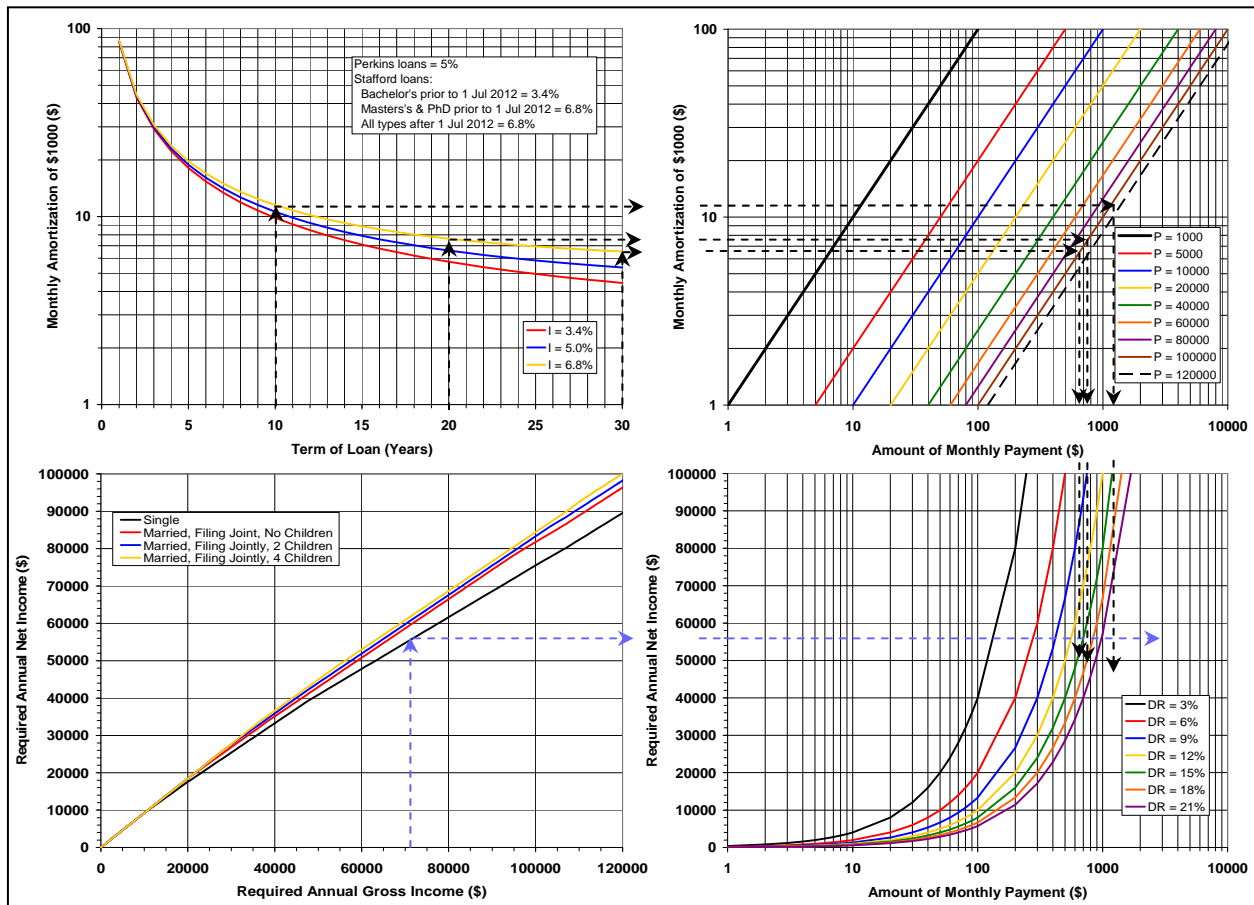 Monthly Amortization of $1000 ($)
100
10
1
Perkins loans = 5%
Stafford loans:
Bachelor's prior to 1 Jul 2012 = 3.4%
Masters's & PhD prior to 1 Jul 2012 = 6.8%
All types after 1 Jul 2012 = 6.8%
I = 3.4%
I = 5.0%
I = 6.8%
0 5 10 15 20 25 30
Term of Loan (Years)
Monthly Amortization of $1000 ($)
100
10
1
P = 1000
P = 5000
P = 10000
P = 20000
P = 40000
P = 60000
P = 80000
P = 100000
P = 120000
1 10 100 1000 10000
Amount of Monthly Payment ($)
Required Annual Net Income ($)
100000
90000
80000
70000
60000
50000
40000
30000
20000
10000
0
Single
Married, Filing Joint, No Children
Married, Filing Jointly, 2 Children
Married, Filing Jointly, 4 Children
0 20000 40000 60000 80000 100000 120000
Required Annual Gross Income ($)
Required Annual Net Income ($)
100000
90000
80000
70000
60000
50000
40000
30000
20000
10000
0
DR = 3%
DR = 6%
DR = 9%
DR = 12%
DR = 15%
DR = 18%
DR = 21%
1 10 100 1000 10000
Amount of Monthly Payment ($)